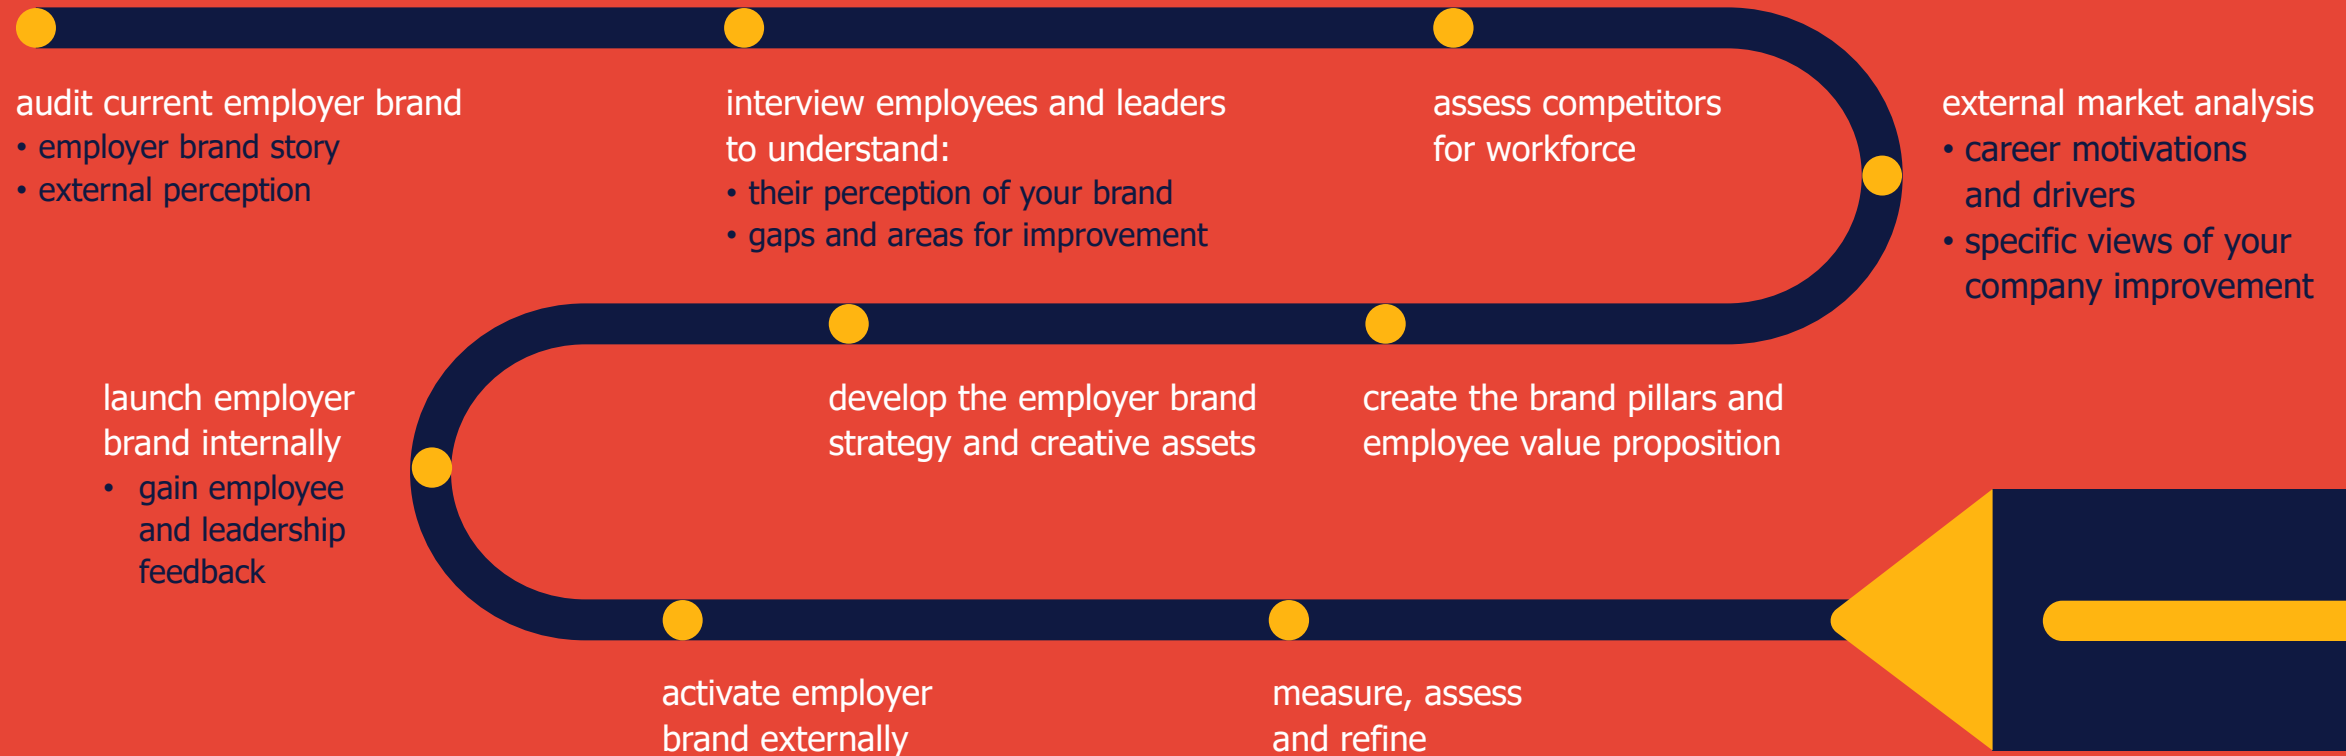 audit current employer brand
• employer brand story
• external perception
interview employees and leaders
to understand:
• their perception of your brand
• gaps and areas for improvement
assess competitors
for workforce
external market analysis
• career motivations
and drivers
• specific views of your
company improvement
create the brand pillars and
employee value proposition
develop the employer brand
strategy and creative assets
launch employer
brand internally
• gain employee
and leadership
feedback
activate employer
brand externally
measure, assess
and refine